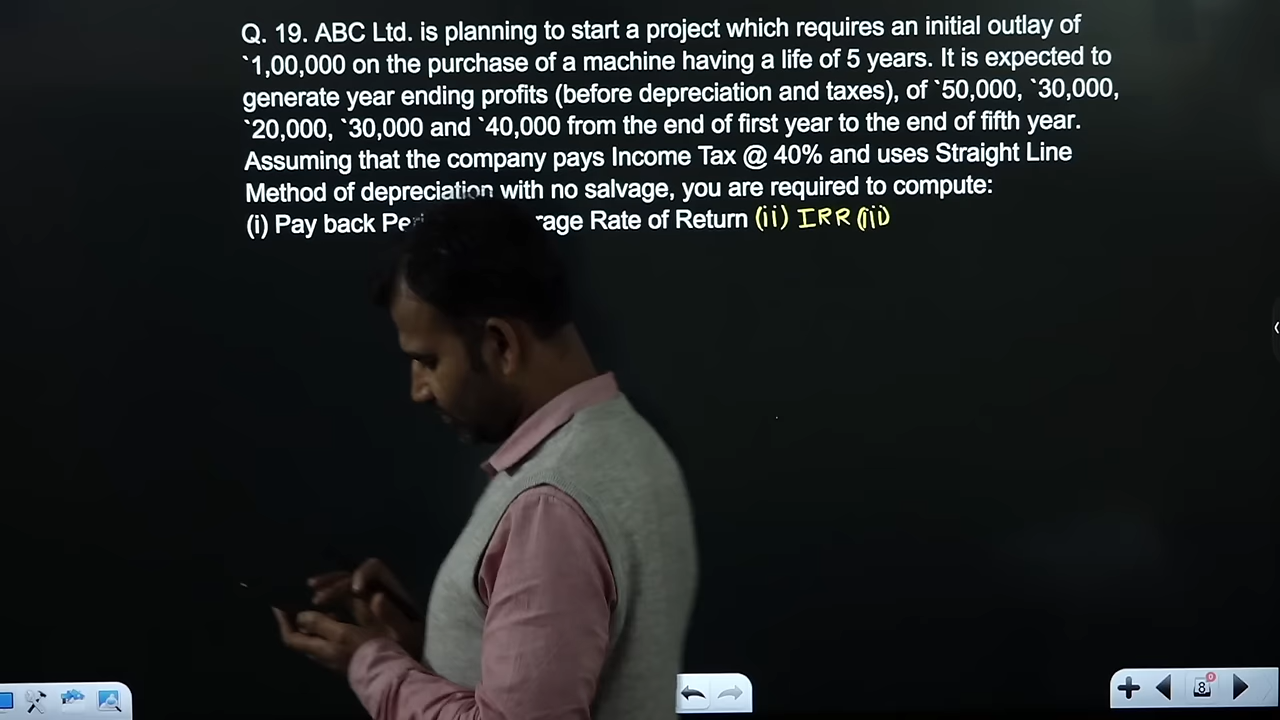 Q. 19. ABC Ltd. is planning to start a project which requires an initial outlay of
`1,00,000 on the purchase of a machine having a life of 5 years. It is expected to
generate year ending profits (before depreciation and taxes), of `50,000, `30,000,
`20,000, `30,000 and `40,000 from the end of first year to the end of fifth year.
Assuming that the company pays Income Tax @ 40% and uses Straight Line
Method of depreciation with no salvage, you are required to compute:
(i) Pay back Rate of Return (ii) IRR (iii)
8
0